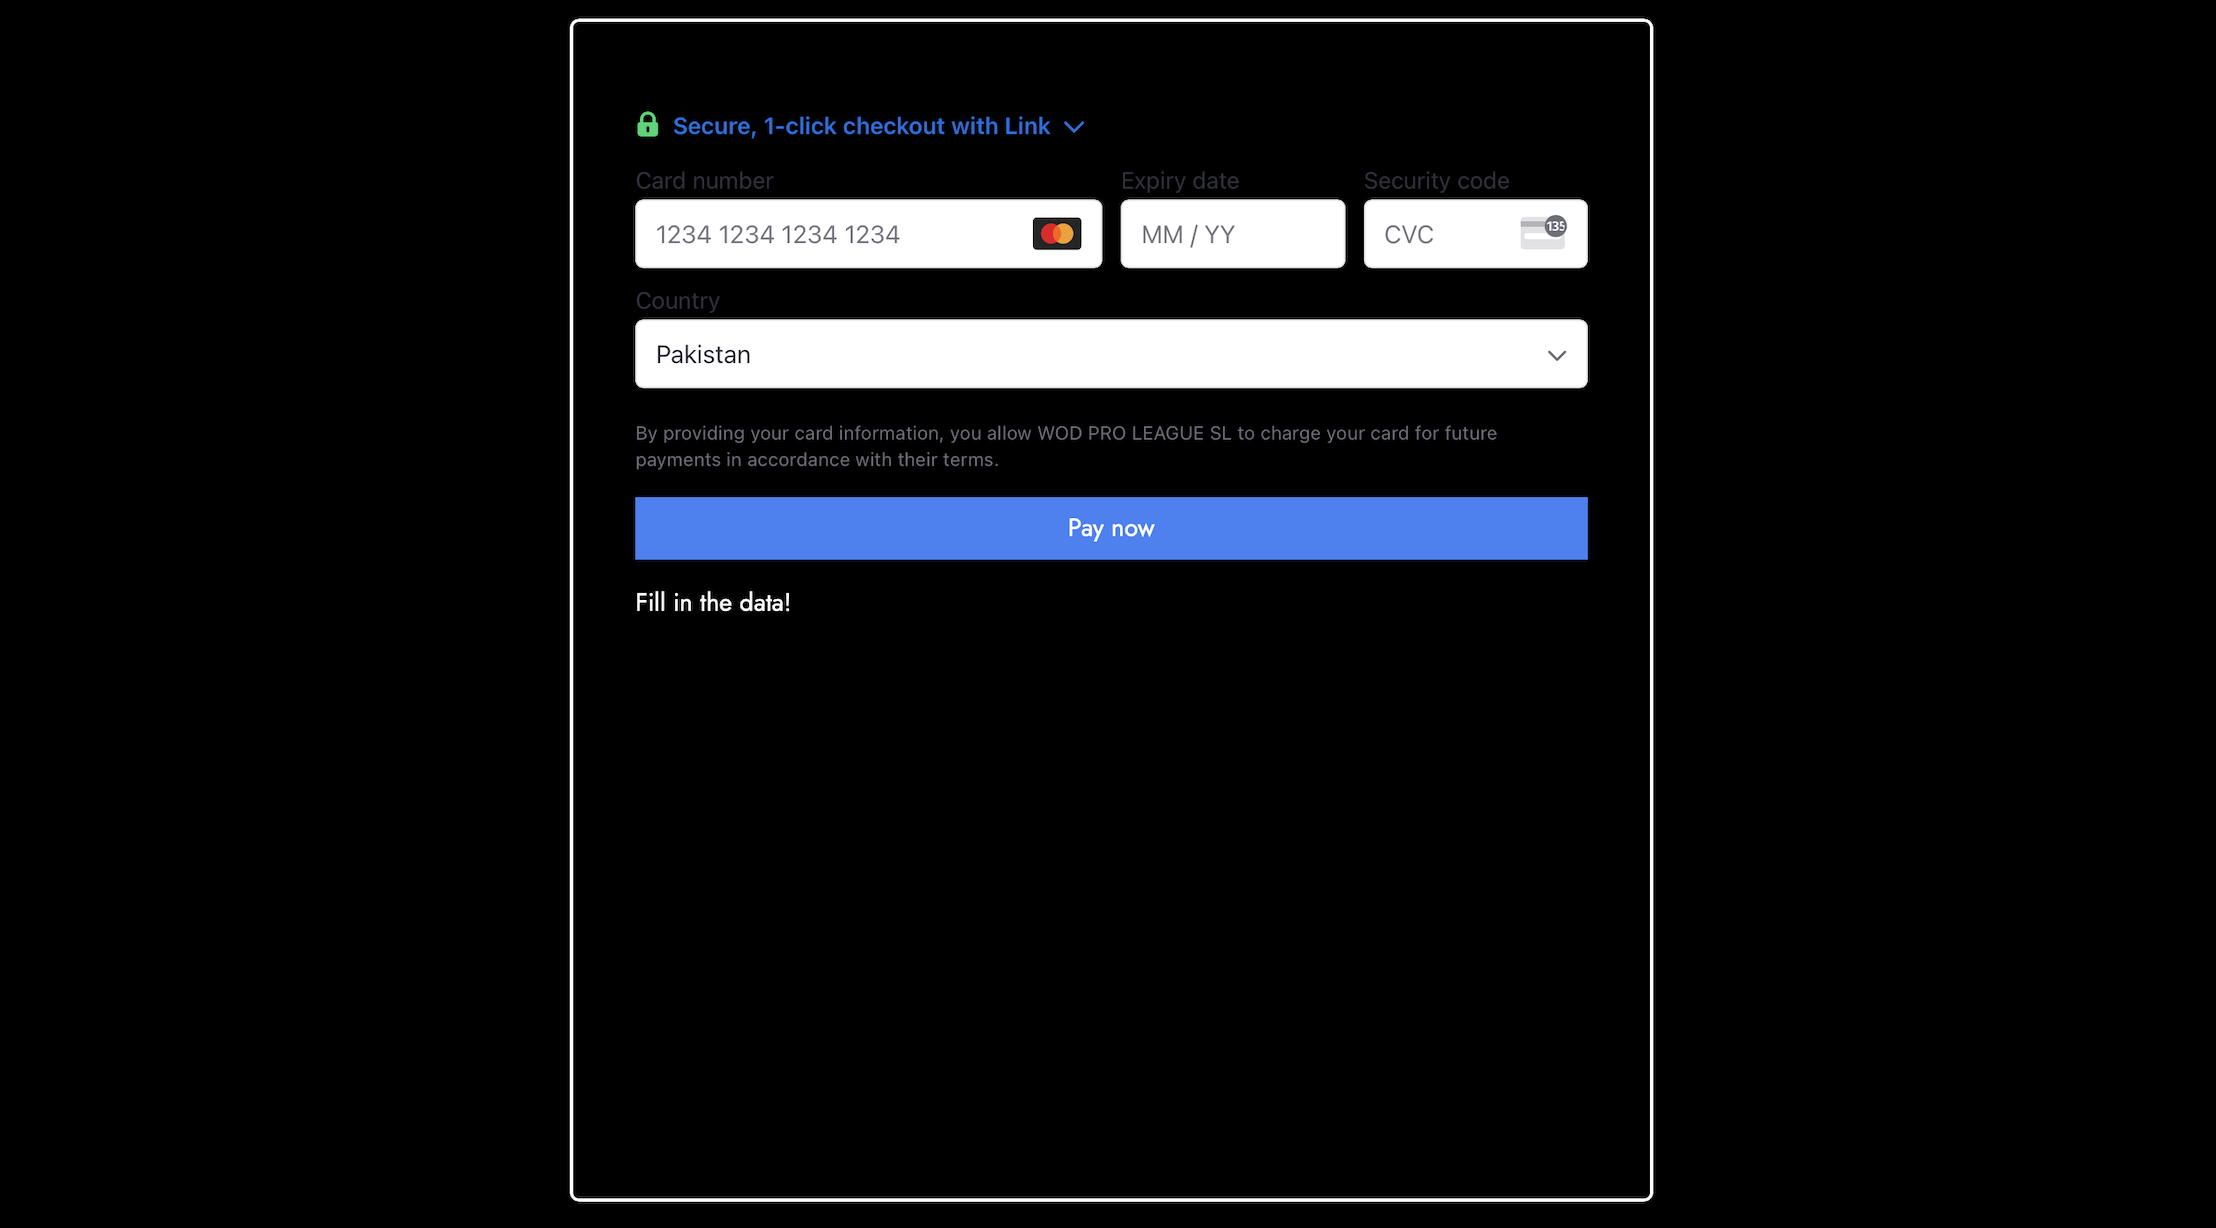 Secure, 1-click checkout with Link
Card number Expiry date Security code
1234 1234 1234 1234 MM / YY CVC 135
Country
Pakistan
By providing your card information, you allow WOD PRO LEAGUE SL to charge your card for future
payments in accordance with their terms.
Pay now
Fill in the data!